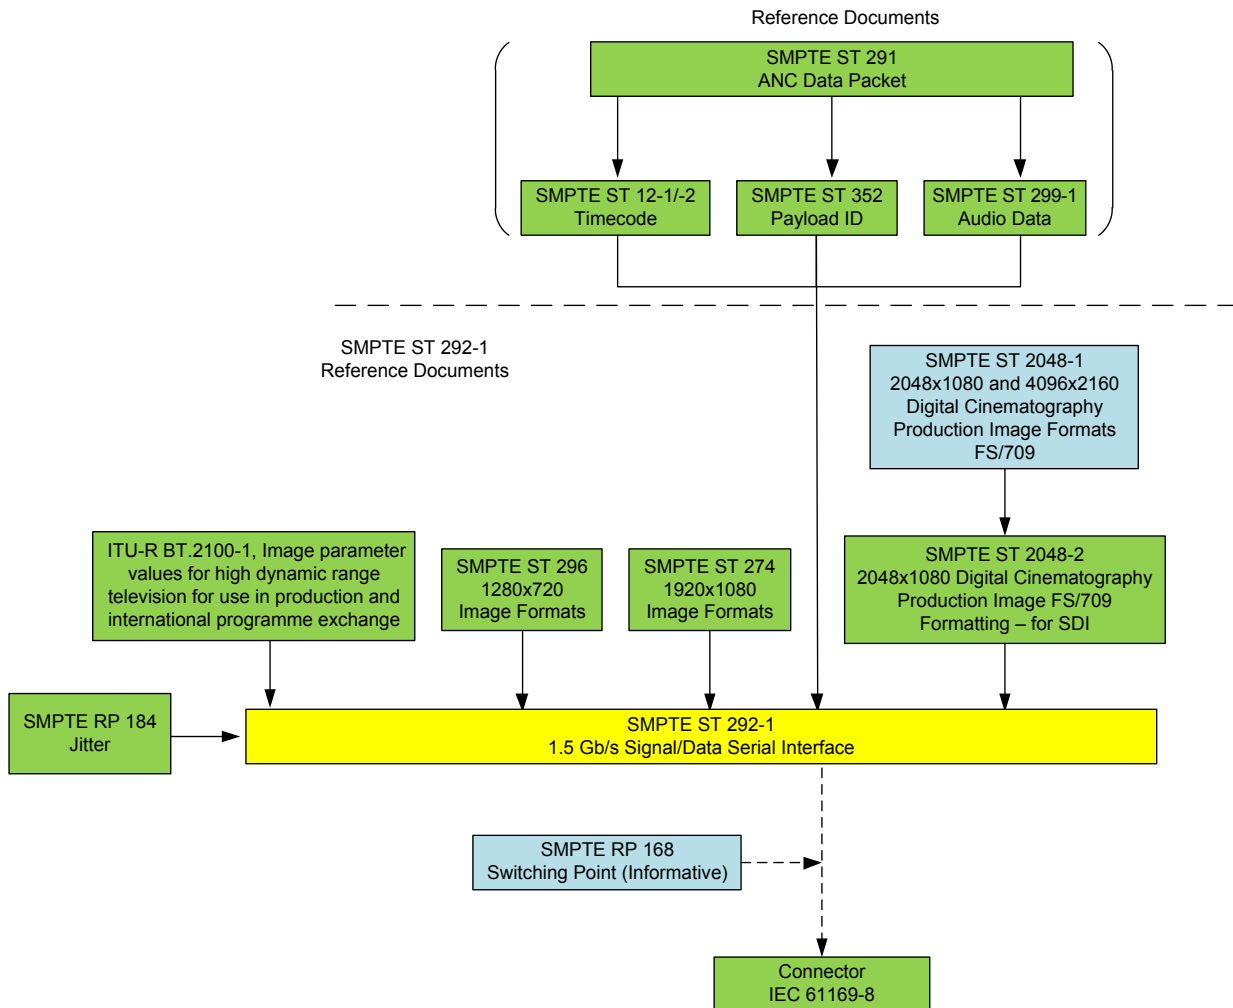 Reference Documents
SMPTE ST 291
ANC Data Packet
SMPTE ST 12-1/-2
Timecode
SMPTE ST 352
Payload ID
SMPTE ST 299-1
Audio Data
SMPTE ST 292-1
Reference Documents
SMPTE ST 2048-1
2048x1080 and 4096x2160
Digital Cinematography
Production Image Formats
FS/709
ITU-R BT.2100-1, Image parameter
values for high dynamic range
television for use in production and
international programme exchange
SMPTE ST 296
1280x720
Image Formats
SMPTE ST 274
1920x1080
Image Formats
SMPTE ST 2048-2
2048x1080 Digital Cinematography
Production Image FS/709
Formatting – for SDI
SMPTE RP 184
Jitter
SMPTE ST 292-1
1.5 Gb/s Signal/Data Serial Interface
SMPTE RP 168
Switching Point (Informative)
Connector
IEC 61169-8